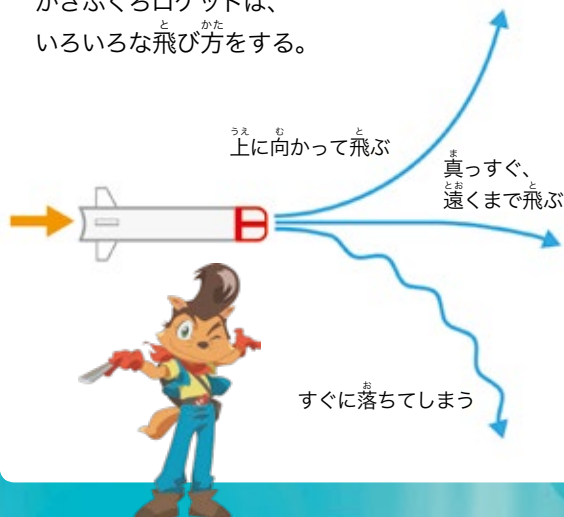 かさぶくろロケットは、
いろいろな飛び方をする。
上に向かって飛ぶ
真っすぐ、
遠くまで飛ぶ
すぐに落ちてしまう